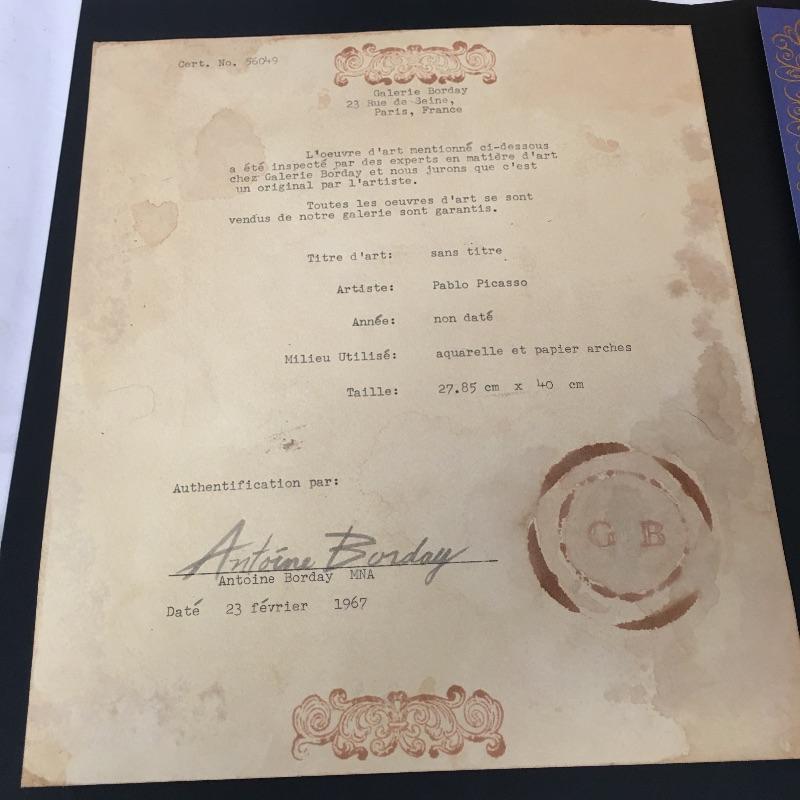 Cert. No. 56049
Galerie Borday
23 Rue de Seine,
Paris, France
L'oeuvre d'art mentionné ci-dessous
a été inspecté par des experts en matière d'art
chez Galerie Borday et nous jurons que c'est
un original par l'artiste.
Toutes les oeuvres d'art se sont
vendus de notre galerie sont garantis.
Titre d'art: sans titre
Artiste: Pablo Picasso
Année: non daté
Milieu Utilisé: aquarelle et papier arches
Taille: 27.85 cm x 40 cm
Authentification par:
Antoine Borday
Antoine Borday MNA
Daté 23 février 1967
G B